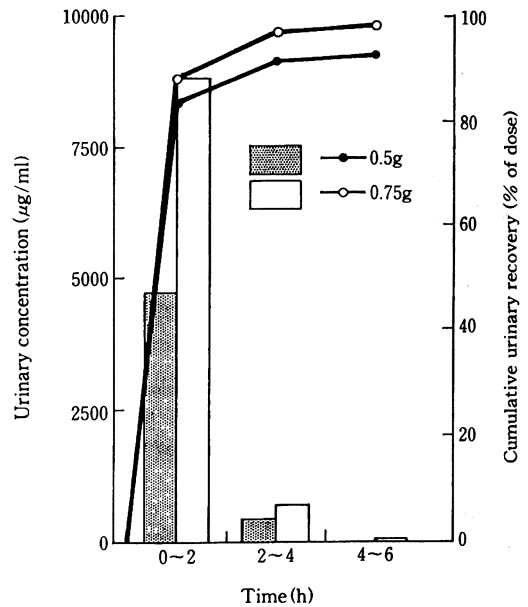 10000
7500
5000
2500
0
Urinary concentration (μg/ml)
100
80
60
40
20
0
Cumulative urinary recovery (% of dose)
0.5g
0.75g
0~2
2~4
4~6
Time (h)